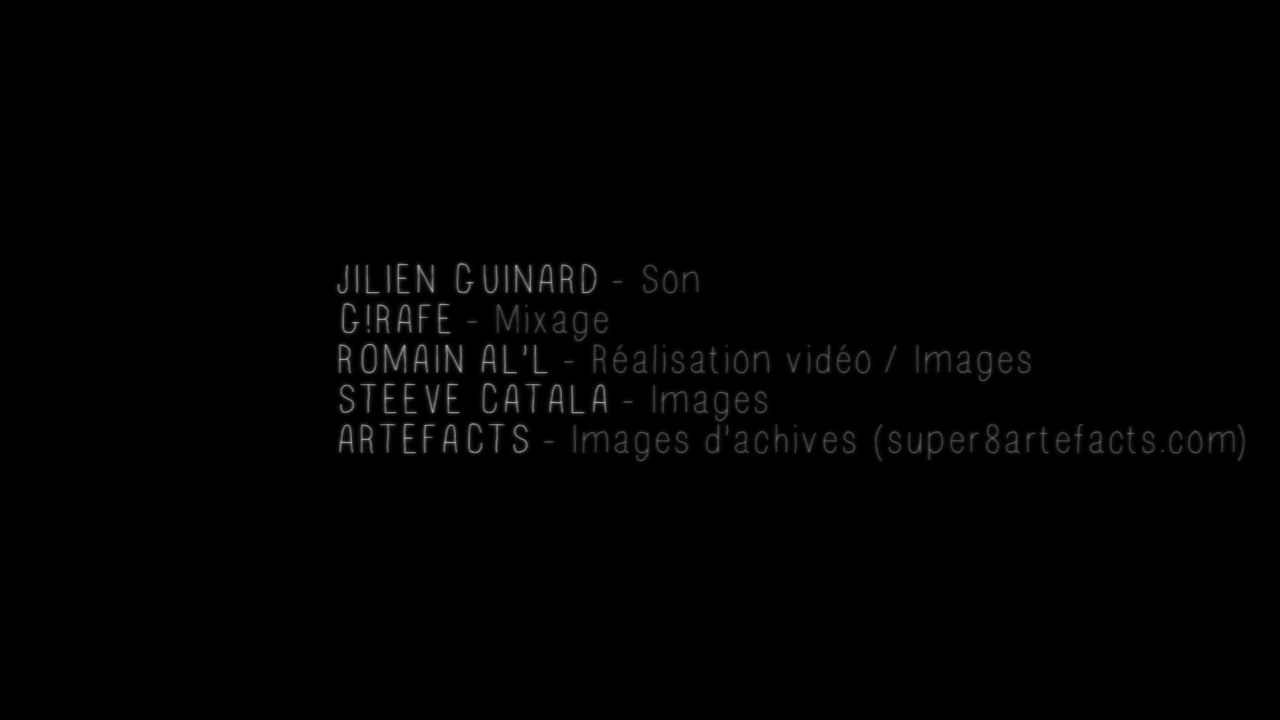 JILIEN GUINARD - Son
G!RAFE - Mixage
ROMAIN AL'L - Réalisation vidéo / Images
STEEVE CATALA - Images
ARTEFACTS - Images d'achives (super8artefacts.com)